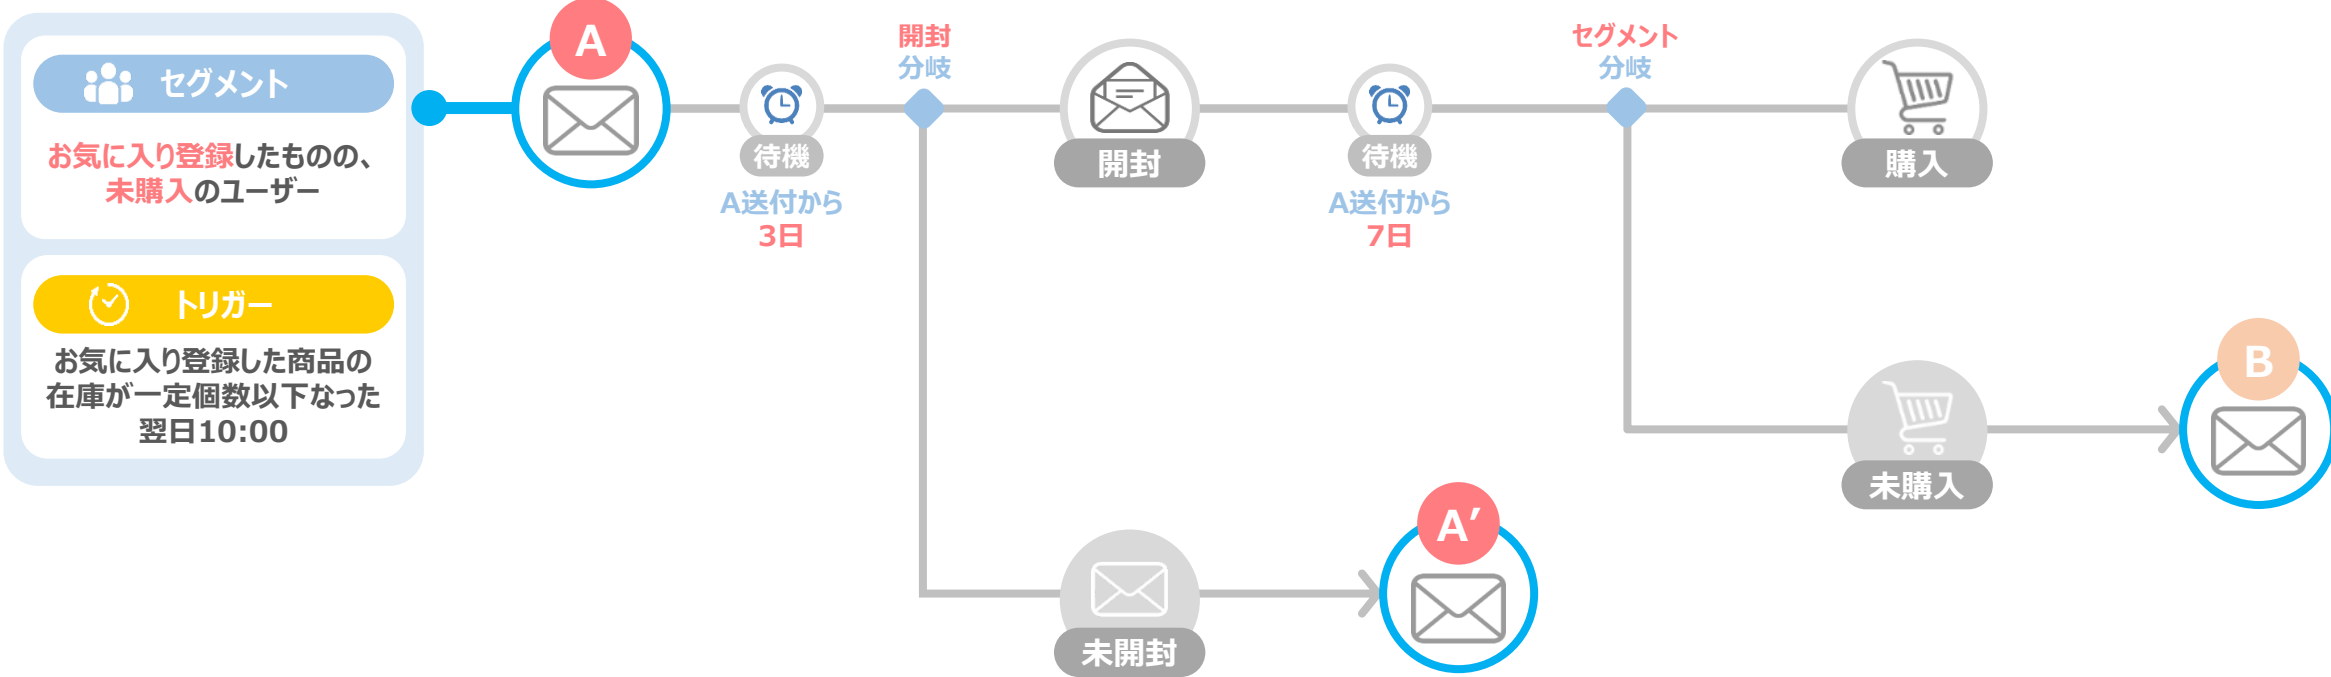 セグメント
お気に入り登録したものの、
未購入のユーザー
トリガー
お気に入り登録した商品の
在庫が一定個数以下なった
翌日10:00
A
待機
A送付から
3日
開封
分岐
開封
待機
A送付から
7日
セグメント
分岐
購入
未購入
B
未開封
A′